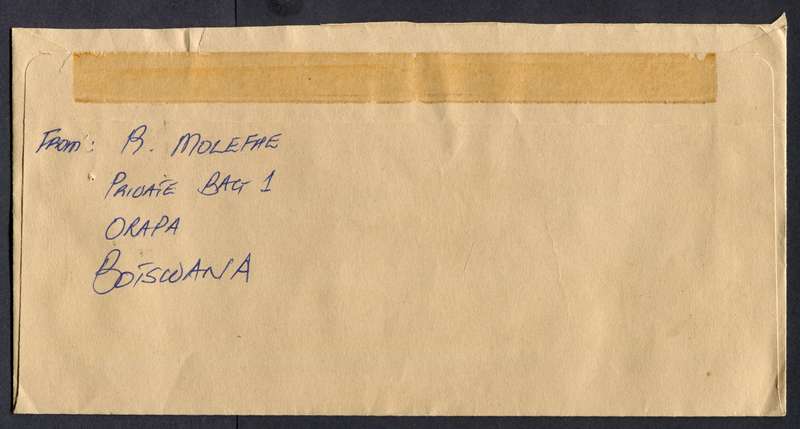 From: R. MOLEFHE
PRIVATE BAG 1
ORAPA
BOTSWANA